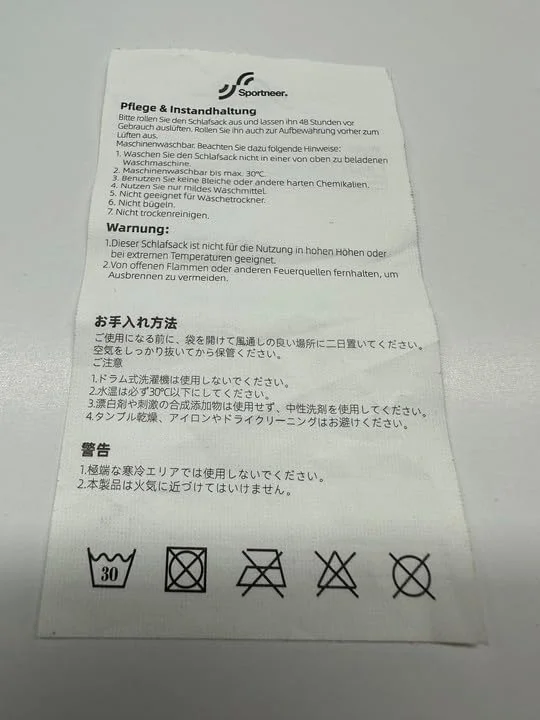 Sportneer®
Pflege & Instandhaltung
Bitte rollen Sie den Schlafsack aus und lassen ihn 48 Stunden vor
Gebrauch auslüften. Rollen Sie ihn auch zur Aufbewahrung vorher zum
Lüften aus.
Maschinenwaschbar. Beachten Sie dazu folgende Hinweise:
1. Waschen Sie den Schlafsack nicht in einer von oben zu beladenen
Waschmaschine.
2. Maschinenwaschbar bis max. 30℃.
3. Benutzen Sie keine Bleiche oder andere harten Chemikalien.
4. Nutzen Sie nur mildes Waschmittel.
5. Nicht geeignet für Wäschetrockner.
6. Nicht bügeln.
7. Nicht trockenreinigen.
Warnung:
1.Dieser Schlafsack ist nicht für die Nutzung in hohen Höhen oder
bei extremen Temperaturen geeignet.
2.Von offenen Flammen oder anderen Feuerquellen fernhalten, um
Ausbrennen zu vermeiden.
お手入れ方法
ご使用になる前に、袋を開けて風通しの良い場所に二日置いてください。
空気をしっかり抜いてから保管ください。
ご注意
1.ドラム式洗濯機は使用しないでください。
2.水温は必ず30℃以下にしてください。
3.漂白剤や刺激の合成添加物は使用せず、中性洗剤を使用してください。
4.タンブル乾燥、アイロンやドライクリーニングはお避けください。
警告
1.極端な寒冷エリアでは使用しないでください。
2.本製品は火気に近づけてはいけません。
30